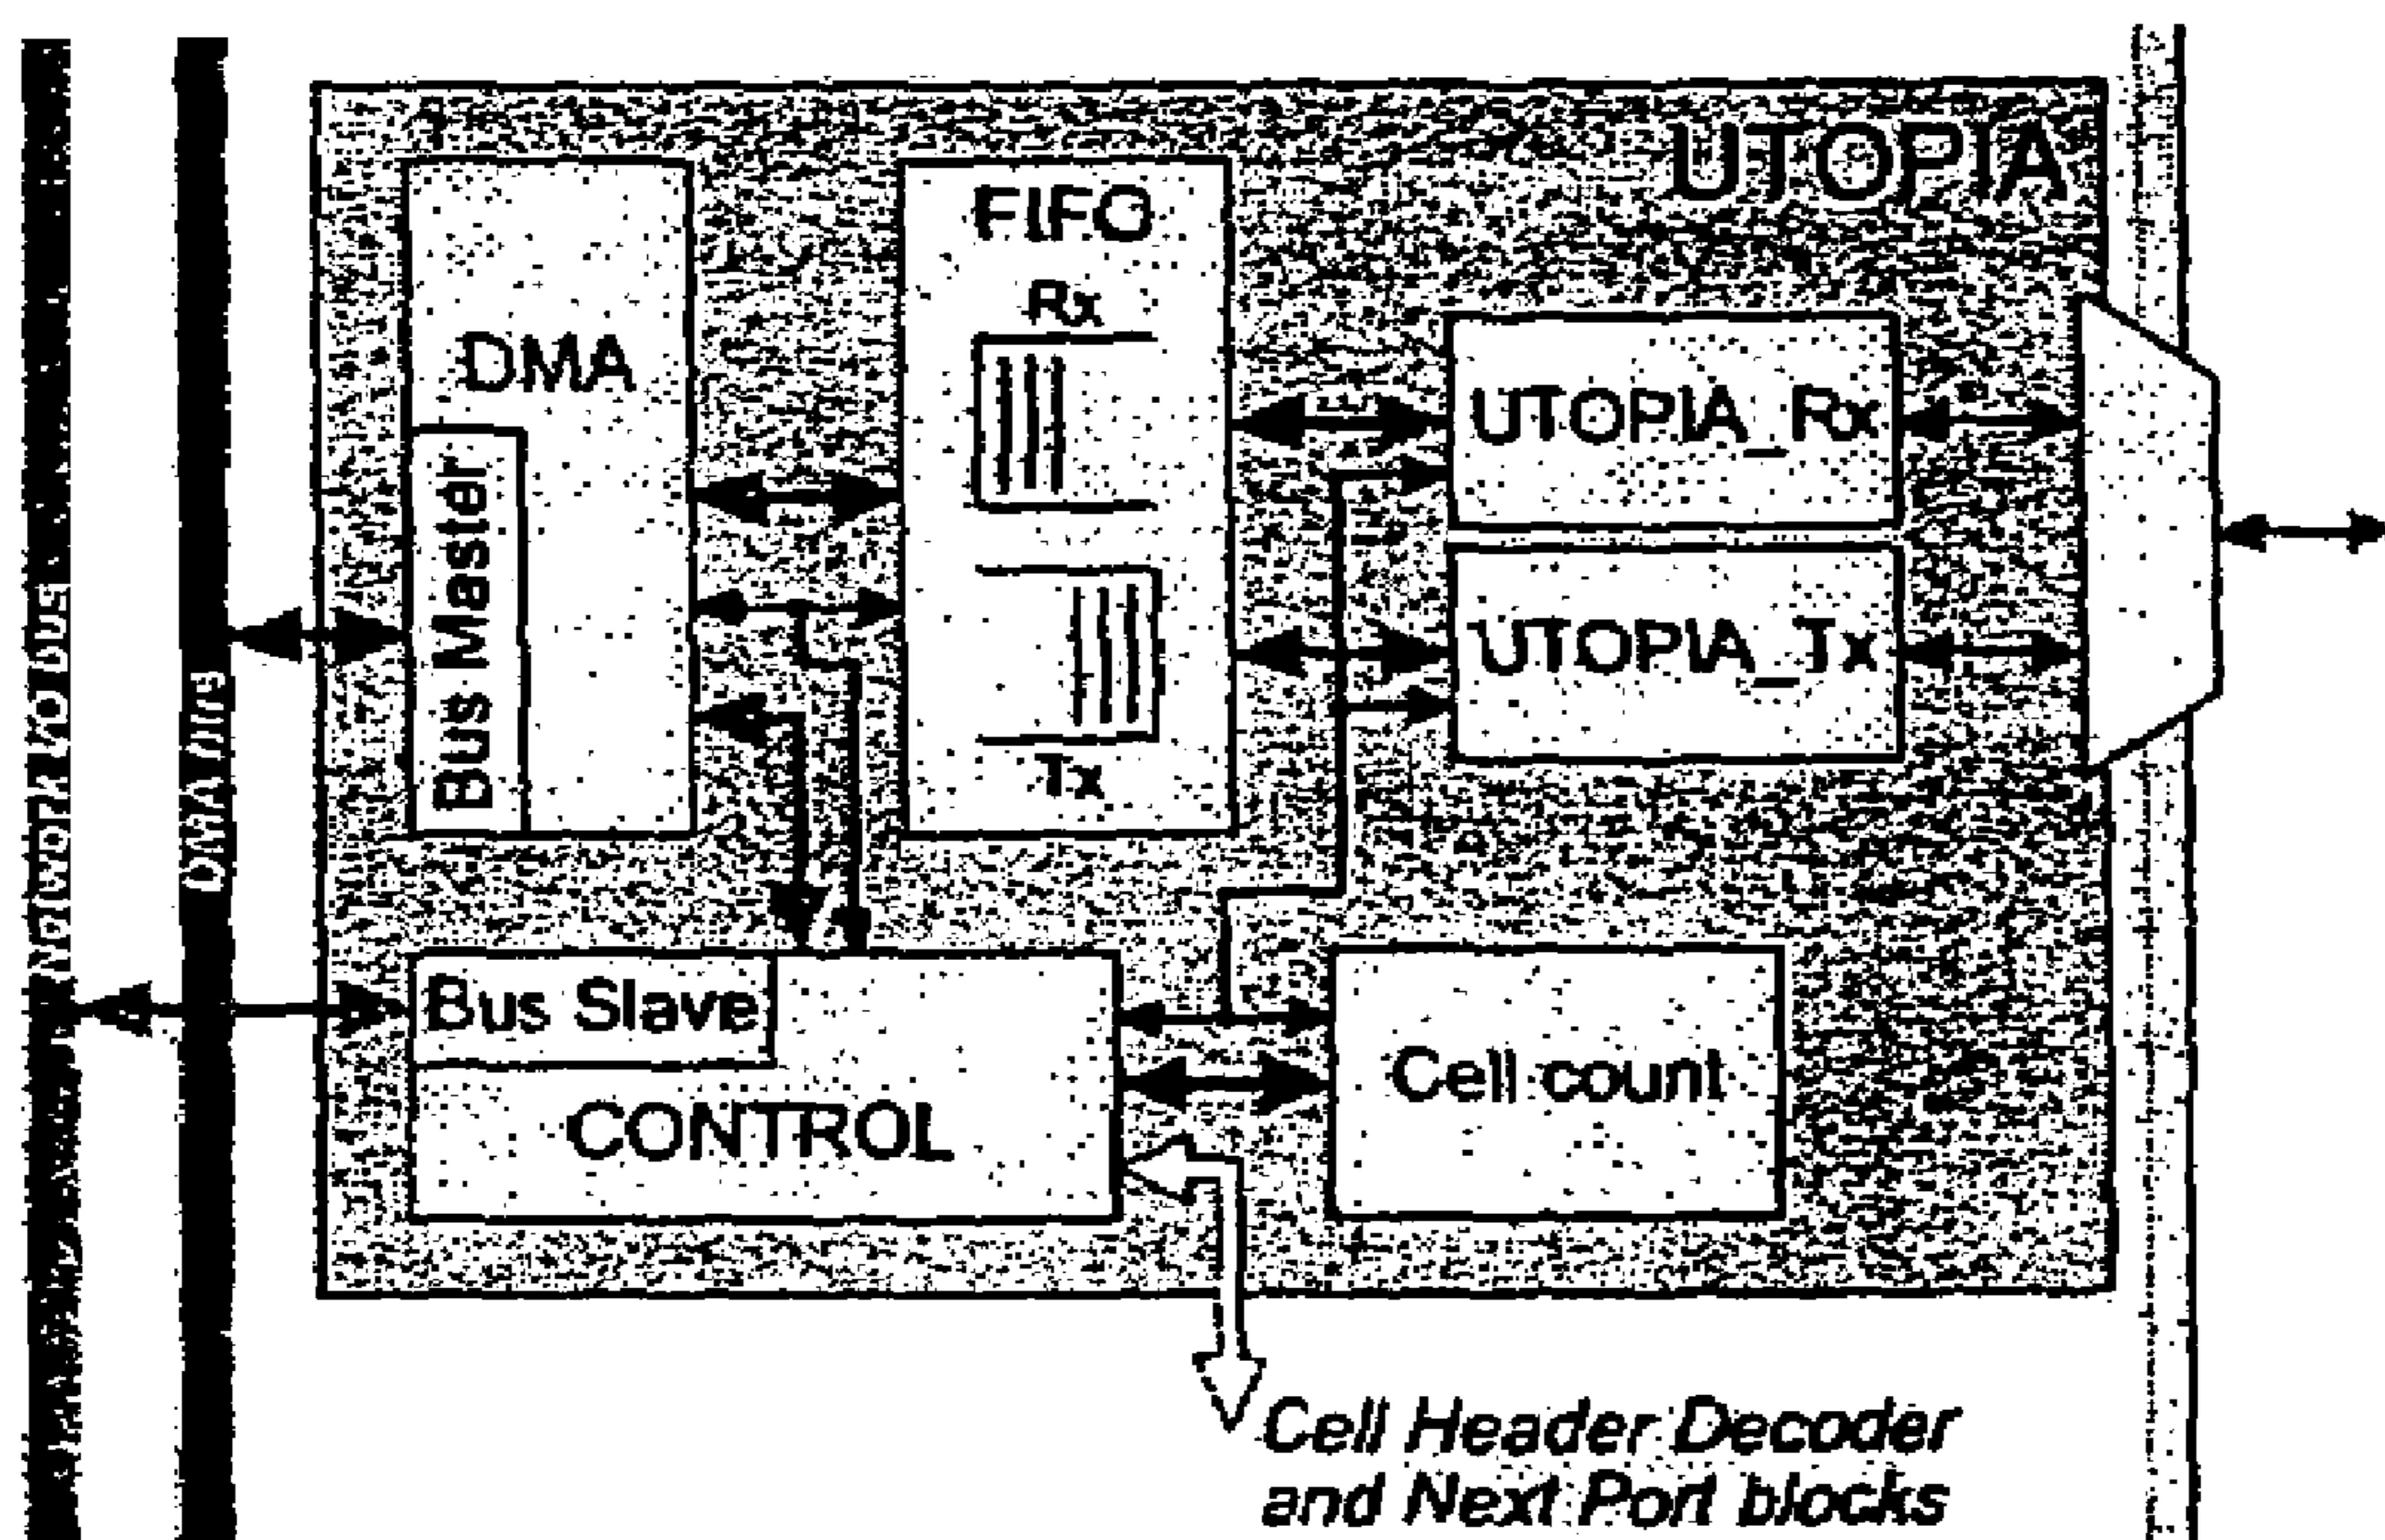 UTOPIA
FIFO
Rx
DMA
UTOPIA_Rx
Bus Master
UTOPIA_Tx
Tx
Bus Slave
CONTROL
Cell count
Cell Header Decoder
and Next Port blocks
DMA
I/O bus